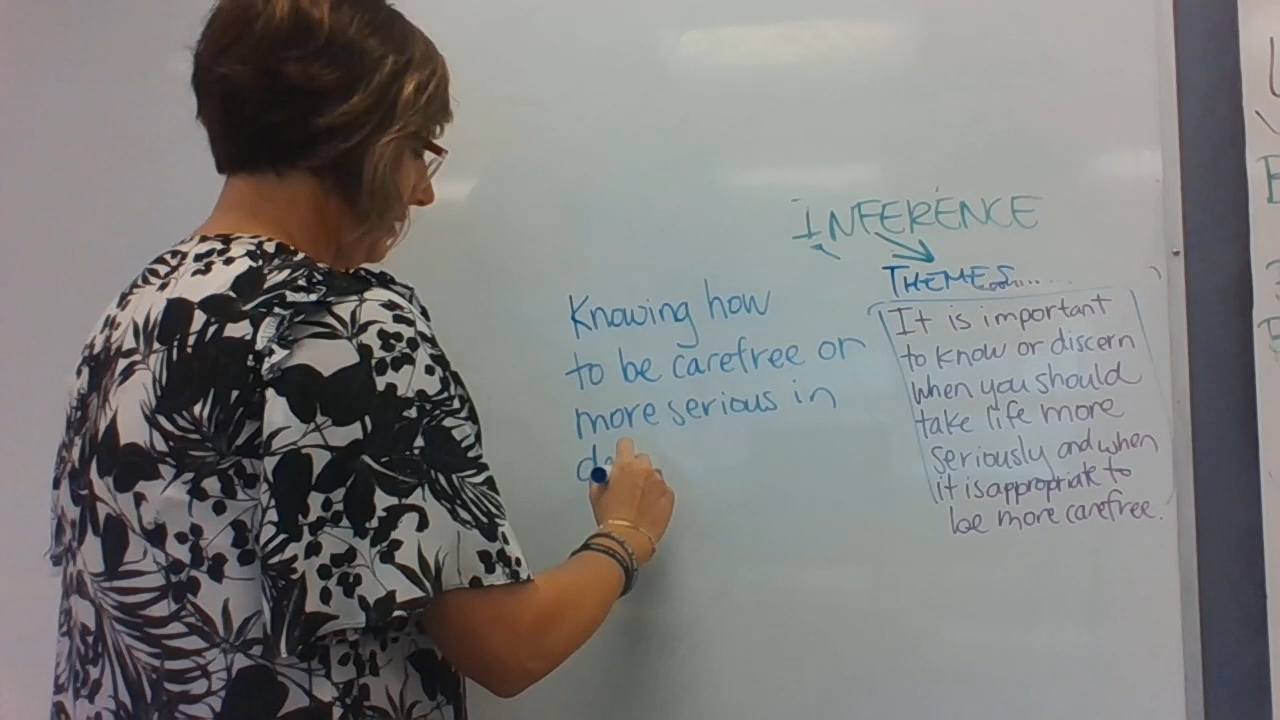 INFERENCE
THEMES.....
It is important
to know or discern
when you should
take life more
seriously and when
it is appropriate to
be more carefree.
Knowing how
to be carefree or
more serious in